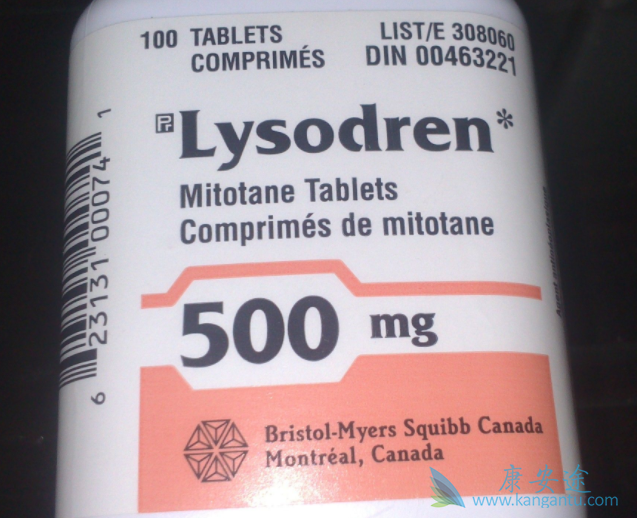 100 TABLETS LIST/E 308060
COMPRIMÉS DIN 00463221
Pr Lysodren*
Mitotane Tablets
Comprimés de mitotane
500 mg
Bristol-Myers Squibb Canada
Montréal, Canada
6 23131 00074 1
康安途
www.kangantu.com